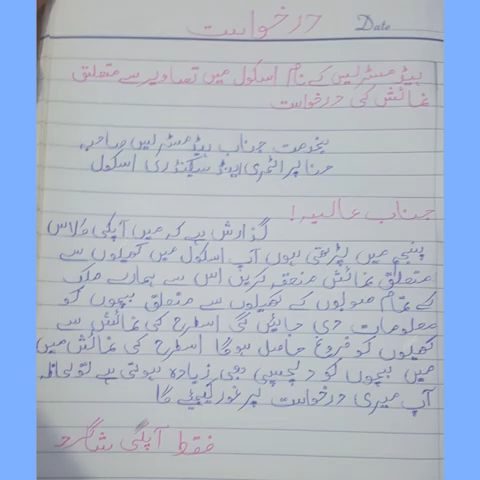 Date
درخواست
ہیڈ مسٹریس کے نام اسکول میں تصاویر سے متعلق
نمائش کی درخواست
بخدمت جناب ہیڈ مسٹریس صاحبہ
حنا پرائمری اینڈ سیکنڈری اسکول
جناب عالیہ!
گذارش ہے کہ میں آپکی کلاس
پنجم میں پڑھتی ہوں آپ اسکول میں کھیلوں سے
متعلق نمائش منعقد کریں اس سے ہمارے ملک
کے تمام صوبوں کے کھیلوں سے متعلق بچوں کو
معلومات دی جائیں گی اسطرح کی نمائش سے
کھیلوں کو فروغ حاصل ہوگا اسطرح کی نمائش میں
میں بچوں کو دلچسپی بھی زیادہ ہوتی ہے لہٰذا
آپ میری درخواست پر غور کیجئے گا
فقط آپکی شاگرد